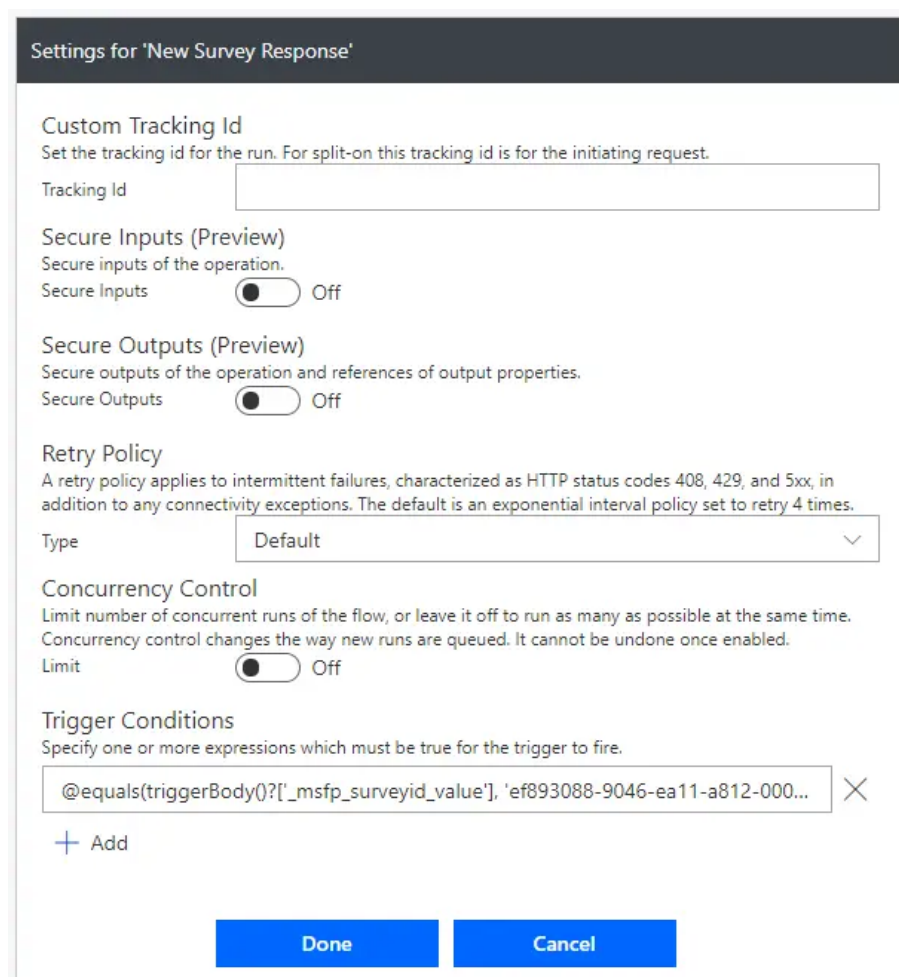 Settings for 'New Survey Response'
Custom Tracking Id
Set the tracking id for the run. For split-on this tracking id is for the initiating request.
Tracking Id
Secure Inputs (Preview)
Secure inputs of the operation.
Secure Inputs
Off
Secure Outputs (Preview)
Secure outputs of the operation and references of output properties.
Secure Outputs
Off
Retry Policy
A retry policy applies to intermittent failures, characterized as HTTP status codes 408, 429, and 5xx, in
addition to any connectivity exceptions. The default is an exponential interval policy set to retry 4 times.
Type
Default
Concurrency Control
Limit number of concurrent runs of the flow, or leave it off to run as many as possible at the same time.
Concurrency control changes the way new runs are queued. It cannot be undone once enabled.
Limit
Off
Trigger Conditions
Specify one or more expressions which must be true for the trigger to fire.
@equals(triggerBody()?['_msfp_surveyid_value'], 'ef893088-9046-ea11-a812-000...
Add
Done
Cancel